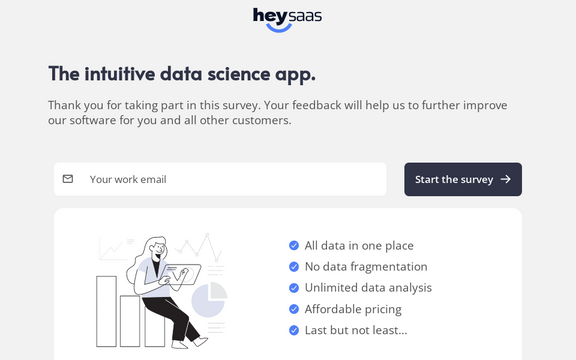 heysaas
The intuitive data science app.
Thank you for taking part in this survey. Your feedback will help us to further improve
our software for you and all other customers.
Your work email
Start the survey
All data in one place
No data fragmentation
Unlimited data analysis
Affordable pricing
Last but not least...